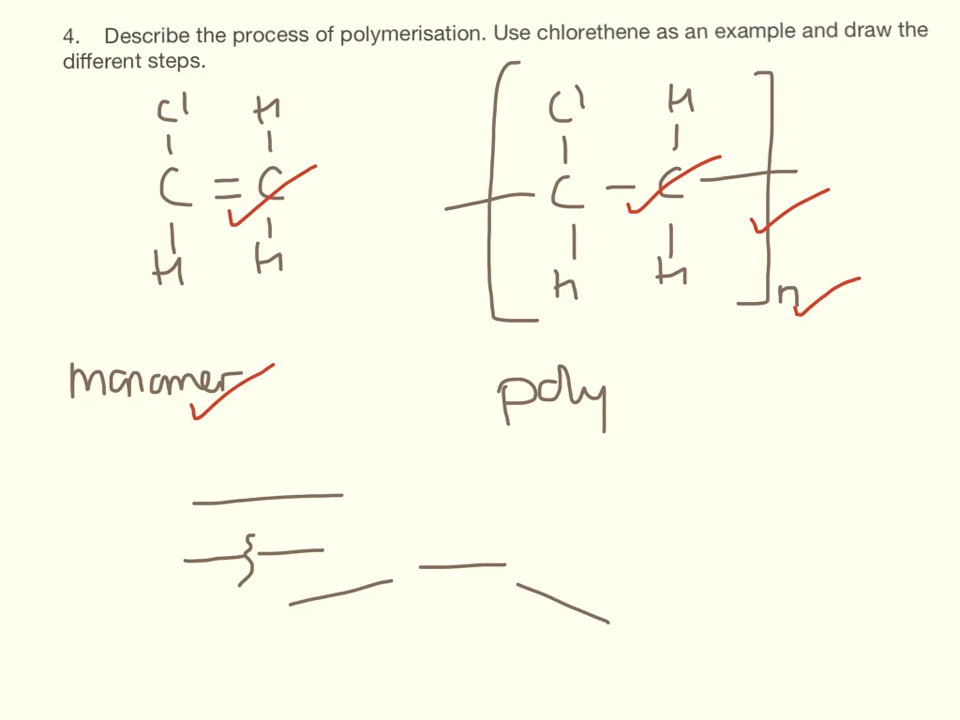 4. Describe the process of polymerisation. Use chlorethene as an example and draw the
different steps.
Cl H Cl H
C = C C - C
H H h H n
monomer poly